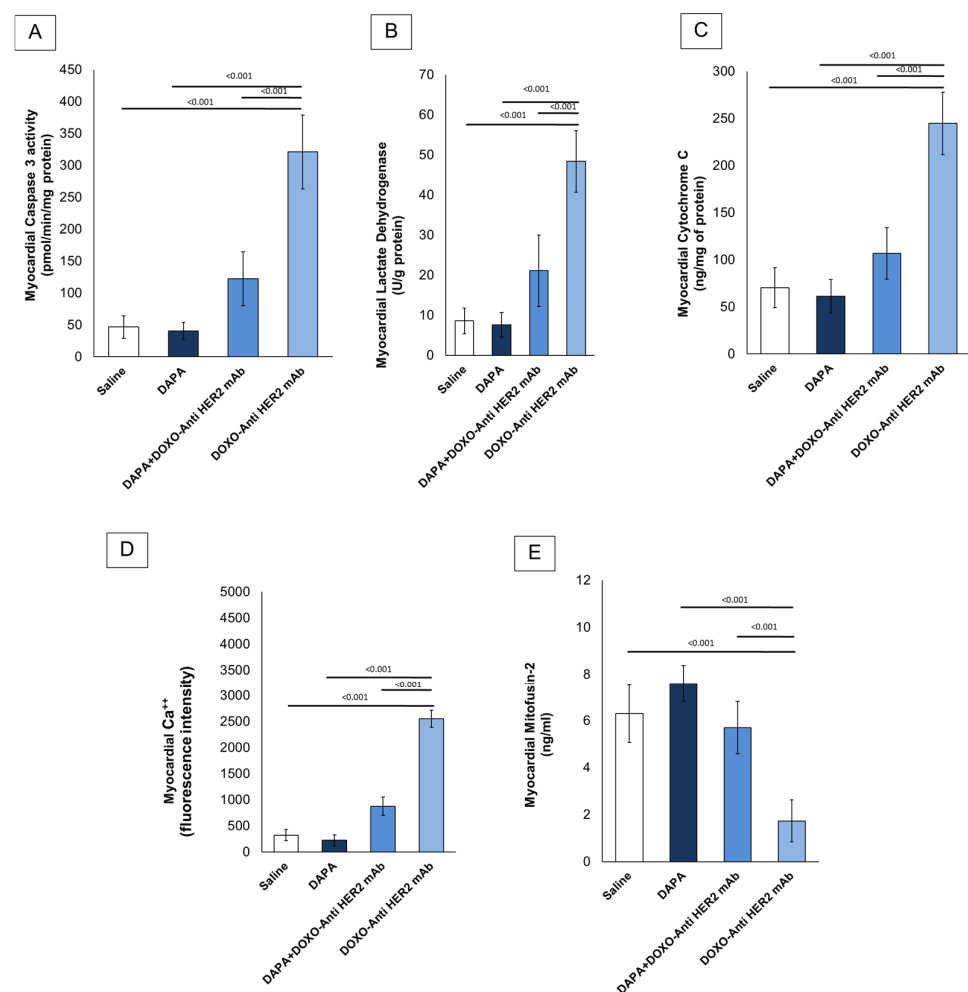 A
Myocardial Caspase 3 activity
(pmol/min/mg protein)
450
400
350
300
250
200
150
100
50
0
<0.001
<0.001
<0.001
Saline
DAPA
DAPA+DOXO-Anti HER2 mAb
DOXO-Anti HER2 mAb
B
Myocardial Lactate Dehydrogenase
(U/g protein)
70
60
50
40
30
20
10
0
<0.001
<0.001
<0.001
Saline
DAPA
DAPA+DOXO-Anti HER2 mAb
DOXO-Anti HER2 mAb
C
Myocardial Cytochrome C
(ng/mg of protein)
300
250
200
150
100
50
0
<0.001
<0.001
<0.001
Saline
DAPA
DAPA+DOXO-Anti HER2 mAb
DOXO-Anti HER2 mAb
D
Myocardial Ca⁺⁺
(fluorescence intensity)
5000
4500
4000
3500
3000
2500
2000
1500
1000
500
0
<0.001
<0.001
<0.001
Saline
DAPA
DAPA+DOXO-Anti HER2 mAb
DOXO-Anti HER2 mAb
E
Myocardial Mitofusin-2
(ng/ml)
12
10
8
6
4
2
0
<0.001
<0.001
<0.001
Saline
DAPA
DAPA+DOXO-Anti HER2 mAb
DOXO-Anti HER2 mAb